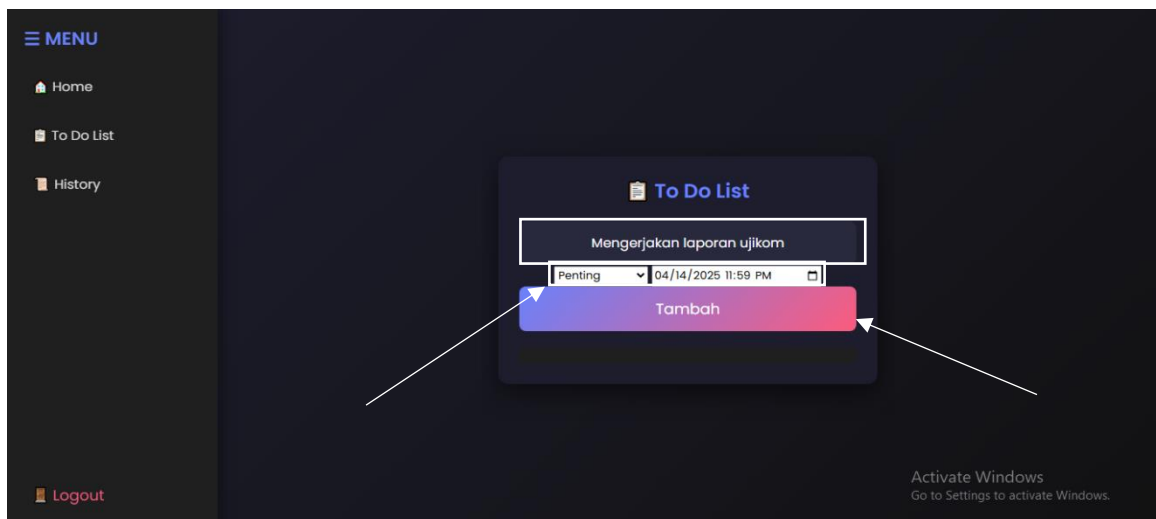 ☰ MENU
Home
To Do List
History
To Do List
Mengerjakan laporan ujikom
Penting 04/14/2025 11:59 PM
Tambah
Logout
Activate Windows
Go to Settings to activate Windows.